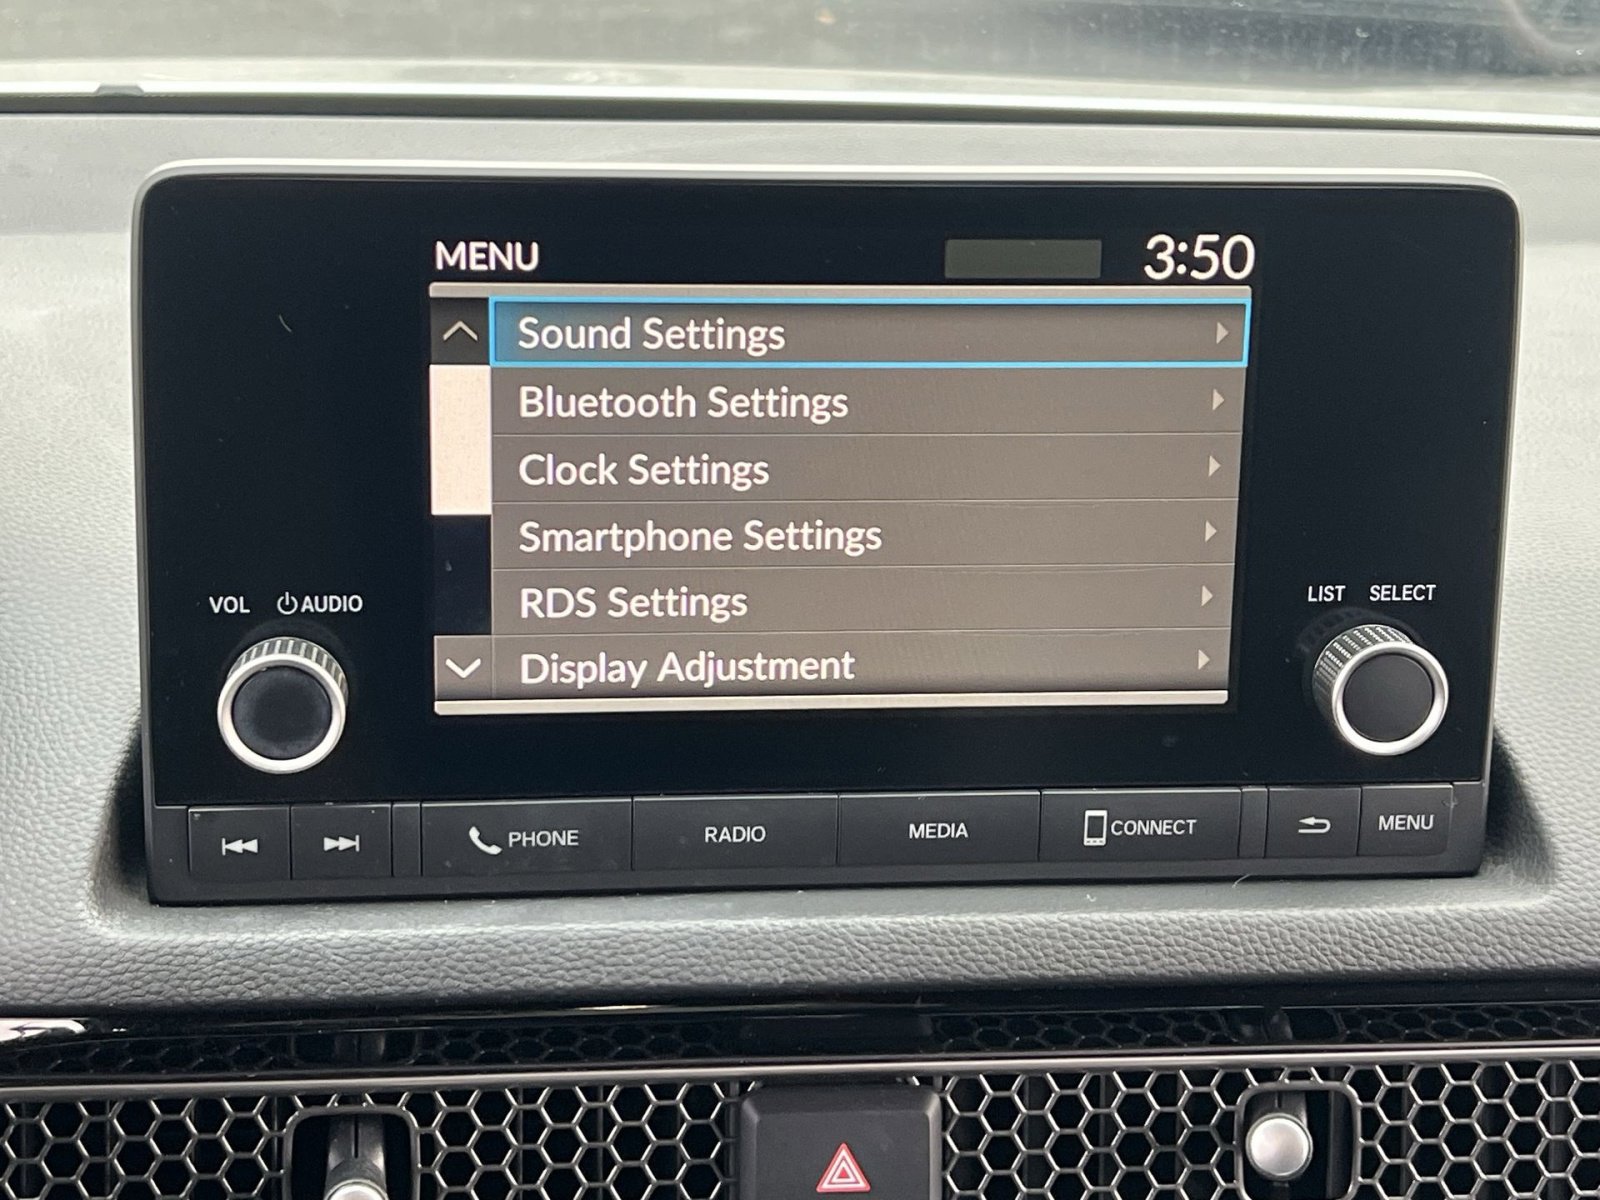 MENU 3:50
Sound Settings
Bluetooth Settings
Clock Settings
Smartphone Settings
RDS Settings
Display Adjustment
VOL AUDIO
LIST SELECT
PHONE RADIO MEDIA CONNECT MENU